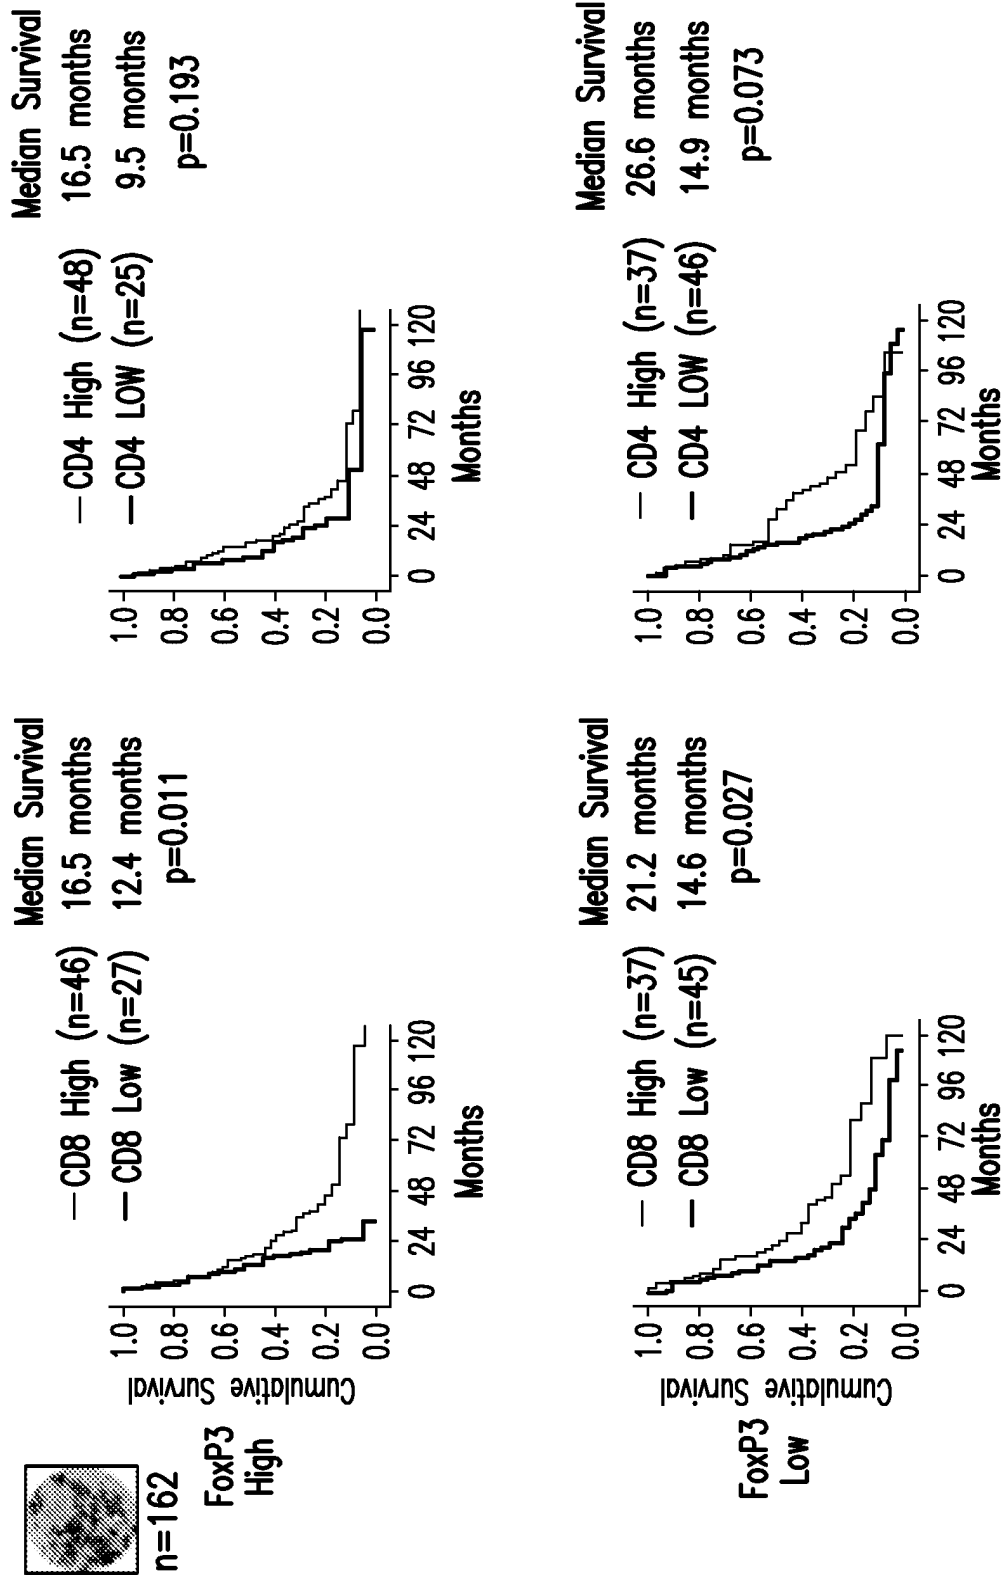 n=162
FoxP3
High
Cumulative Survival
1.0
0.8
0.6
0.4
0.2
0.0
0 24 48 72 96 120
Months
CD8 High (n=46)
CD8 Low (n=27)
Median Survival
16.5 months
12.4 months
p=0.011
1.0
0.8
0.6
0.4
0.2
0.0
0 24 48 72 96 120
Months
CD4 High (n=48)
CD4 LOW (n=25)
Median Survival
16.5 months
9.5 months
p=0.193
FoxP3
Low
Cumulative Survival
1.0
0.8
0.6
0.4
0.2
0.0
0 24 48 72 96 120
Months
CD8 High (n=37)
CD8 Low (n=45)
Median Survival
21.2 months
14.6 months
p=0.027
1.0
0.8
0.6
0.4
0.2
0.0
0 24 48 72 96 120
Months
CD4 High (n=37)
CD4 LOW (n=46)
Median Survival
26.6 months
14.9 months
p=0.073